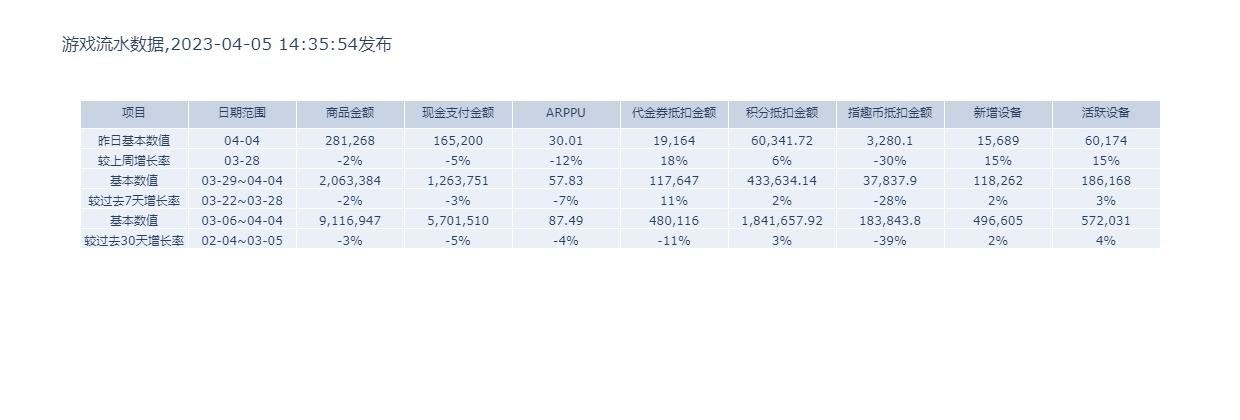 游戏流水数据,2023-04-05 14:35:54发布
项目 日期范围 商品金额 现金支付金额 ARPPU 代金券抵扣金额 积分抵扣金额 指趣币抵扣金额 新增设备 活跃设备
昨日基本数值 04-04 281,268 165,200 30.01 19,164 60,341.72 3,280.1 15,689 60,174
较上周增长率 03-28 -2% -5% -12% 18% 6% -30% 15% 15%
基本数值 03-29~04-04 2,063,384 1,263,751 57.83 117,647 433,634.14 37,837.9 118,262 186,168
较过去7天增长率 03-22~03-28 -2% -3% -7% 11% 2% -28% 2% 3%
基本数值 03-06~04-04 9,116,947 5,701,510 87.49 480,116 1,841,657.92 183,843.8 496,605 572,031
较过去30天增长率 02-04~03-05 -3% -5% -4% -11% 3% -39% 2% 4%